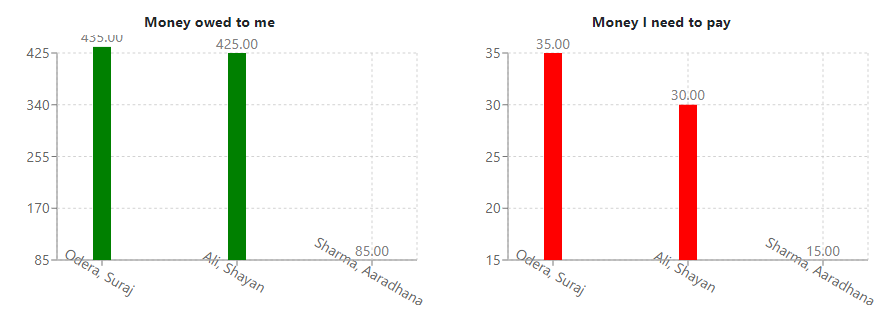 Money owed to me
435.00
425.00
85.00
425
340
255
170
85
Odera, Suraj
Ali, Shayan
Sharma, Aaradhana
Money I need to pay
35.00
30.00
15.00
35
30
25
20
15
Odera, Suraj
Ali, Shayan
Sharma, Aaradhana